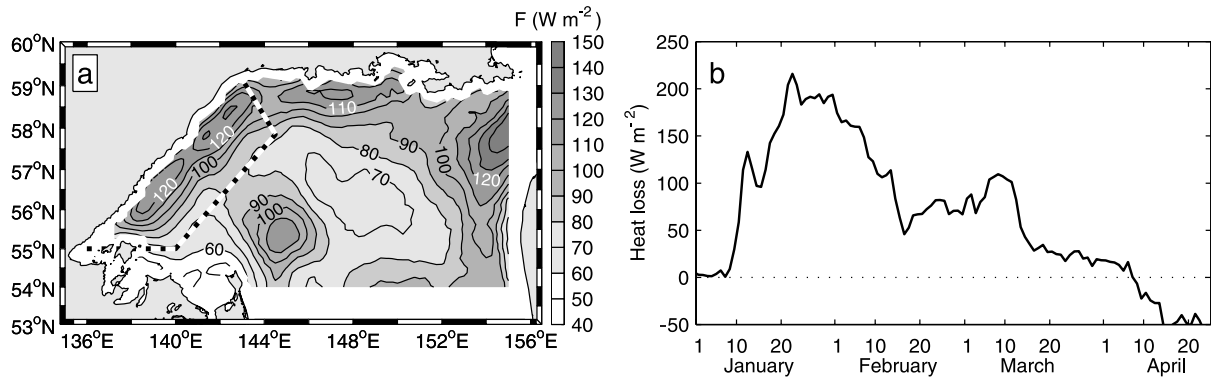 F (W m⁻²)
60°N
59°N
58°N
57°N
56°N
55°N
54°N
53°N
a
110
120
100
120
80
90
70
100
120
90
100
60
136°E 140°E 144°E 148°E 152°E 156°E
150
140
130
120
110
100
90
80
70
60
50
40
b
Heat loss (W m⁻²)
250
200
150
100
50
0
-50
1 10 20 1 10 20 1 10 20 1 10 20
January February March April